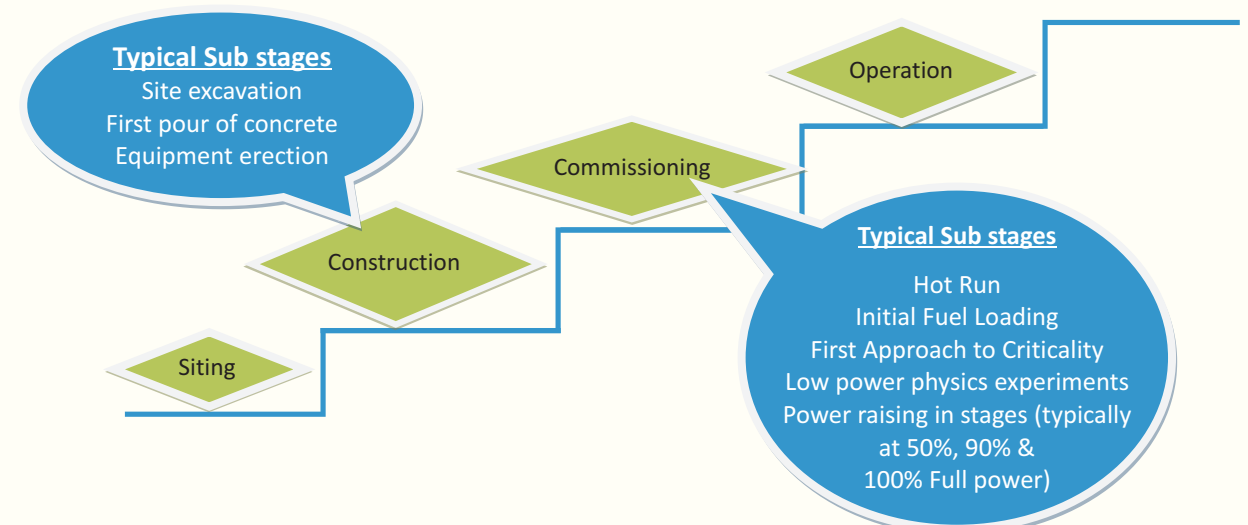 Typical Sub stages
Site excavation
First pour of concrete
Equipment erection
Operation
Commissioning
Construction
Siting
Typical Sub stages
Hot Run
Initial Fuel Loading
First Approach to Criticality
Low power physics experiments
Power raising in stages (typically
at 50%, 90% &
100% Full power)